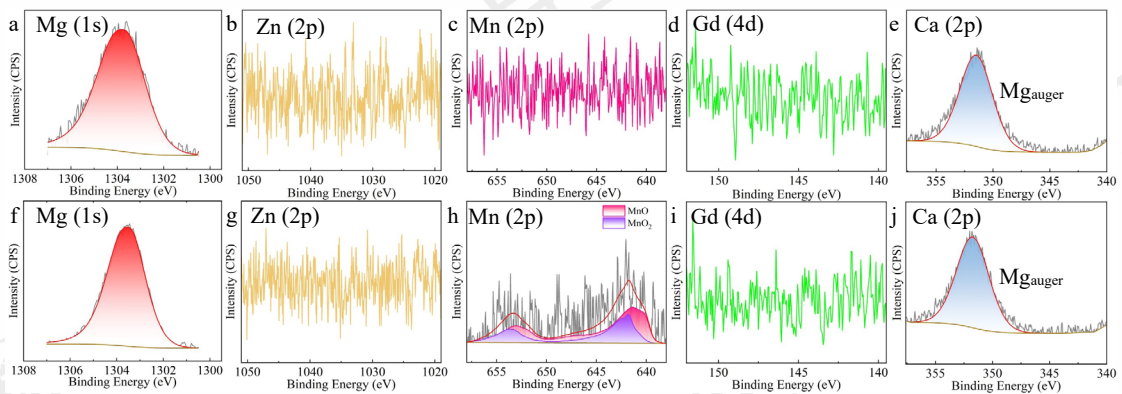 a Mg (1s)
Intensity (CPS)
1308 1306 1304 1302 1300
Binding Energy (eV)
b Zn (2p)
Intensity (CPS)
1050 1040 1030 1020
Binding Energy (eV)
c Mn (2p)
Intensity (CPS)
655 650 645 640
Binding Energy (eV)
d Gd (4d)
Intensity (CPS)
150 145 140
Binding Energy (eV)
e Ca (2p)
Mgauger
Intensity (CPS)
355 350 345 340
Binding Energy (eV)
f Mg (1s)
Intensity (CPS)
1308 1306 1304 1302 1300
Binding Energy (eV)
g Zn (2p)
Intensity (CPS)
1050 1040 1030 1020
Binding Energy (eV)
h Mn (2p)
MnO
MnO2
Intensity (CPS)
655 650 645 640
Binding Energy (eV)
i Gd (4d)
Intensity (CPS)
150 145 140
Binding Energy (eV)
j Ca (2p)
Mgauger
Intensity (CPS)
355 350 345 340
Binding Energy (eV)